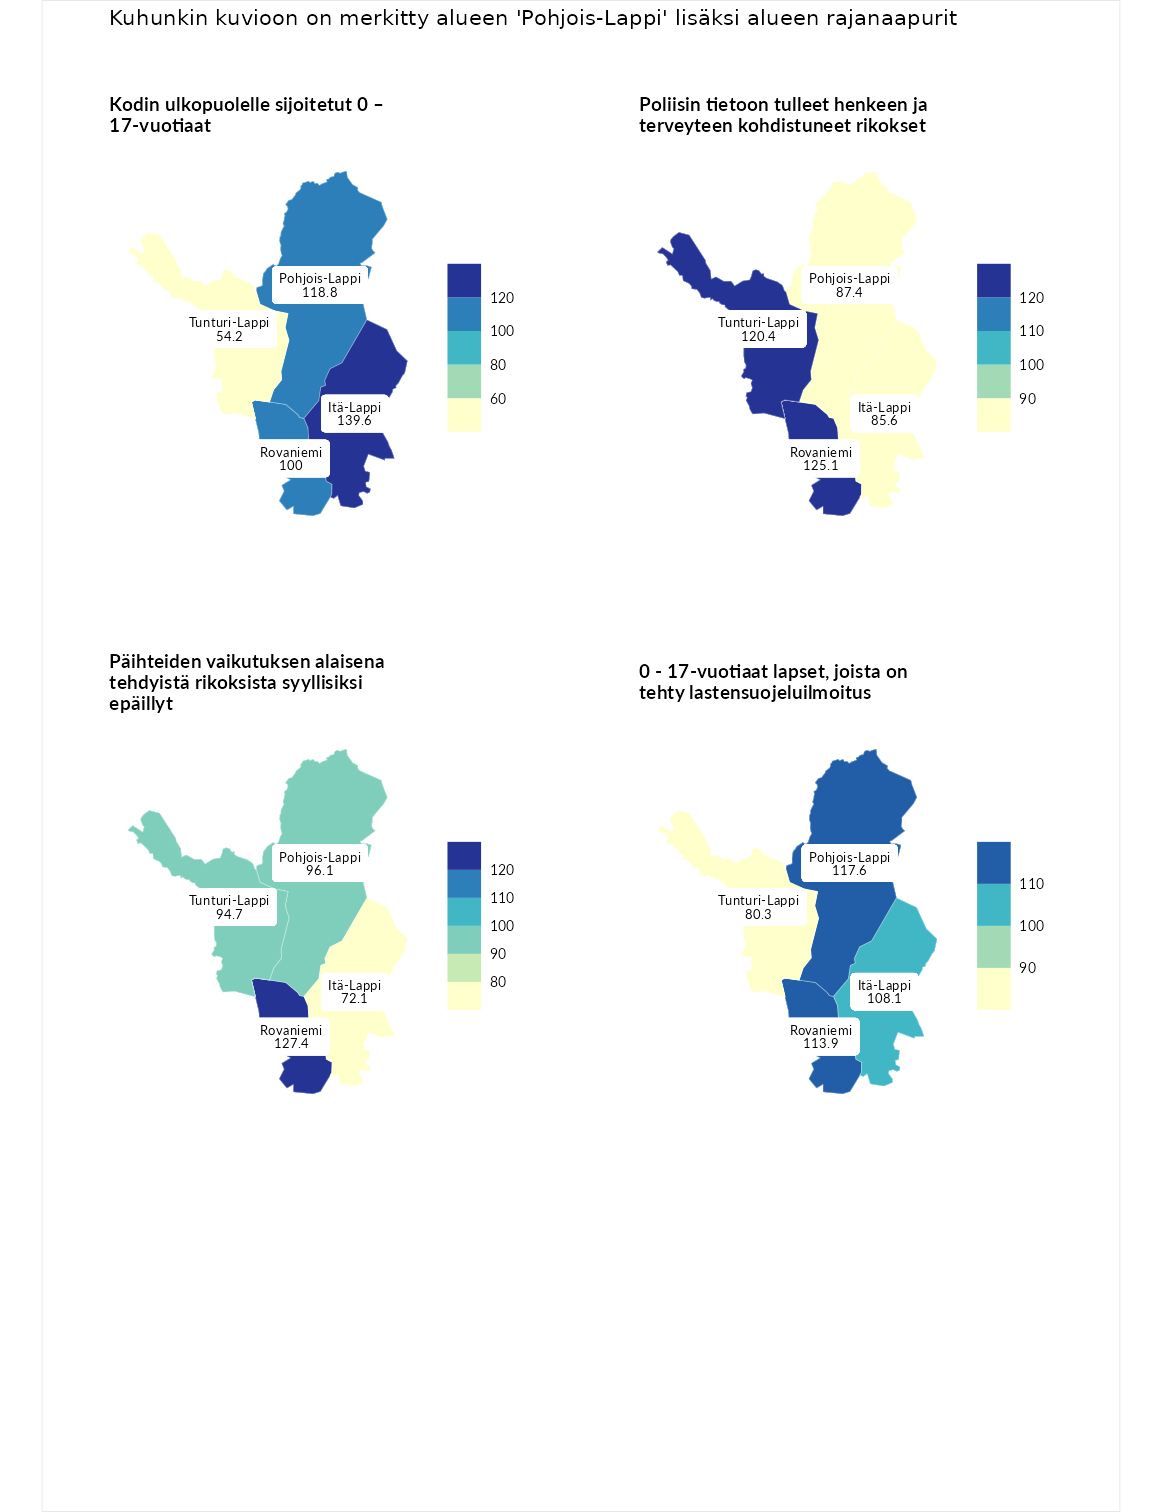 Kuhunkin kuvioon on merkitty alueen 'Pohjois-Lappi' lisäksi alueen rajanaapurit
Kodin ulkopuolelle sijoitetut 0 –
17-vuotiaat
Pohjois-Lappi
118.8
Tunturi-Lappi
54.2
Itä-Lappi
139.6
Rovaniemi
100
120
100
80
60
Poliisin tietoon tulleet henkeen ja
terveyteen kohdistuneet rikokset
Pohjois-Lappi
87.4
Tunturi-Lappi
120.4
Itä-Lappi
85.6
Rovaniemi
125.1
120
110
100
90
Päihteiden vaikutuksen alaisena
tehdyistä rikoksista syyllisiksi
epäillyt
Pohjois-Lappi
96.1
Tunturi-Lappi
94.7
Itä-Lappi
72.1
Rovaniemi
127.4
120
110
100
90
80
0 - 17-vuotiaat lapset, joista on
tehty lastensuojeluilmoitus
Pohjois-Lappi
117.6
Tunturi-Lappi
80.3
Itä-Lappi
108.1
Rovaniemi
113.9
110
100
90